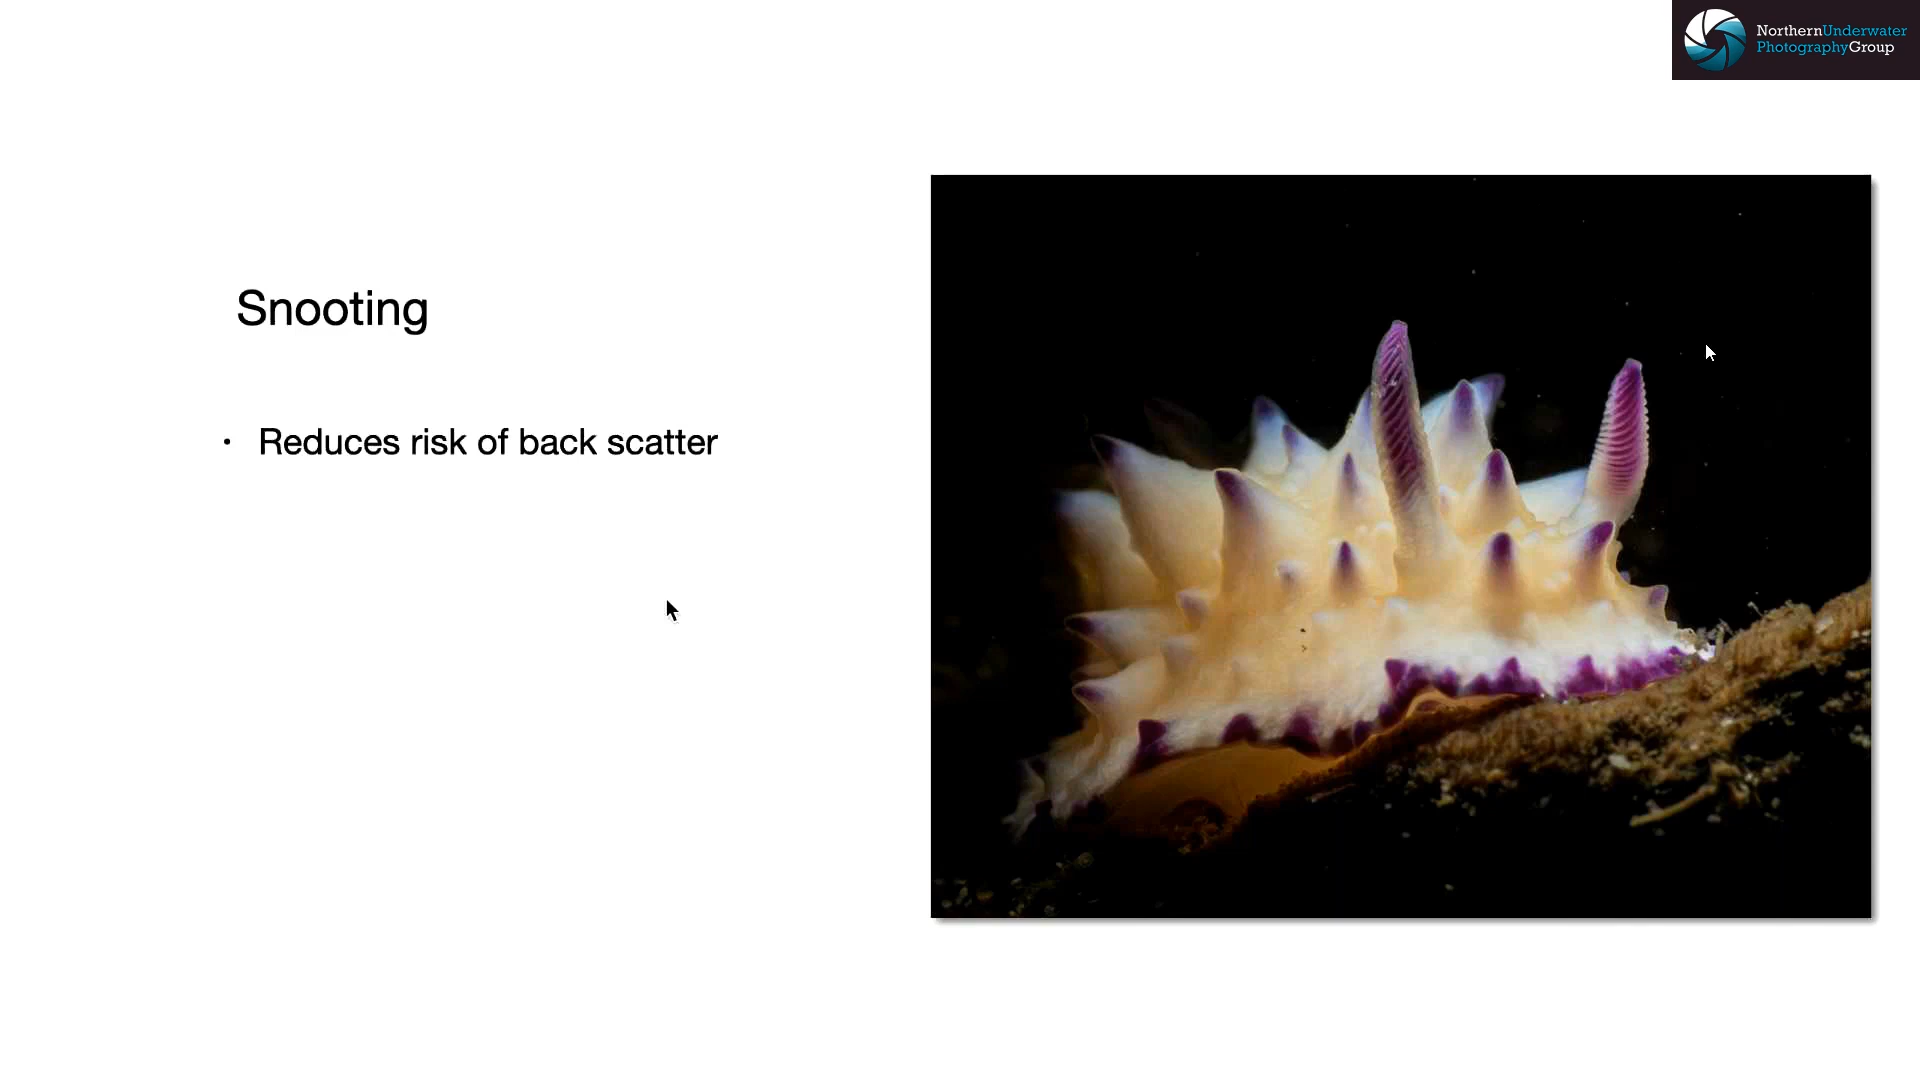 NorthernUnderwater
PhotographyGroup
Snooting
• Reduces risk of back scatter